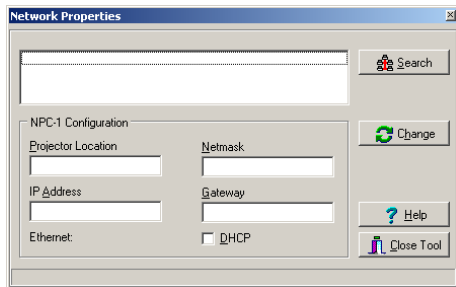 Network Properties
Search
NPC-1 Configuration
Projector Location
Netmask
Change
IP Address
Gateway
Ethernet:
DHCP
Help
Close Tool